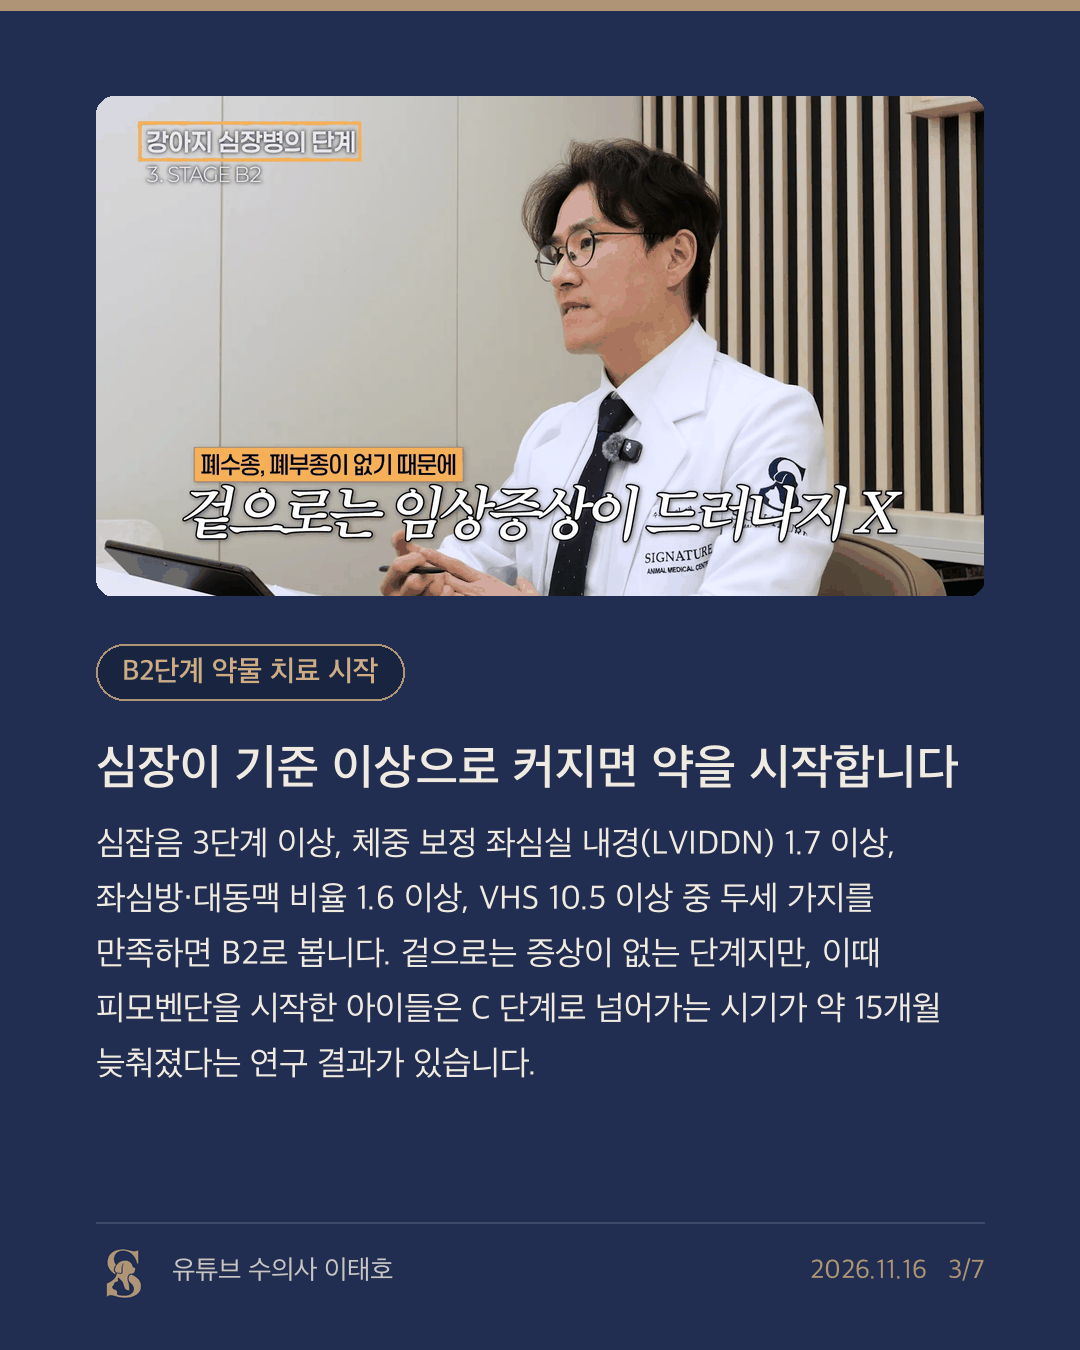 강아지 심장병의 단계
3. STAGE B2
폐수종, 폐부종이 없기 때문에
겉으로는 임상증상이 드러나지 X
SIGNATURE
ANIMAL MEDICAL
B2단계 약물 치료 시작
심장이 기준 이상으로 커지면 약을 시작합니다
심잡음 3단계 이상, 체중 보정 좌심실 내경(LVIDDN) 1.7 이상,
좌심방·대동맥 비율 1.6 이상, VHS 10.5 이상 중 두세 가지를
만족하면 B2로 봅니다. 겉으로는 증상이 없는 단계지만, 이때
피모벤단을 시작한 아이들은 C 단계로 넘어가는 시기가 약 15개월
늦춰졌다는 연구 결과가 있습니다.
유튜브 수의사 이태호
2026.11.16 3/7